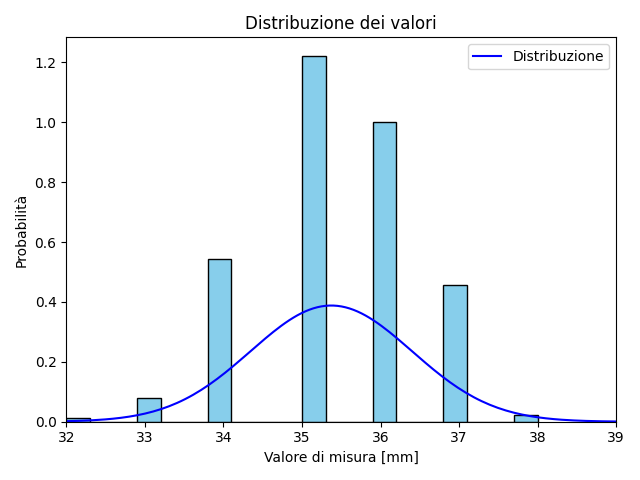 Distribuzione dei valori
Distribuzione
Probabilità
1.2
1.0
0.8
0.6
0.4
0.2
0.0
32 33 34 35 36 37 38 39
Valore di misura [mm]